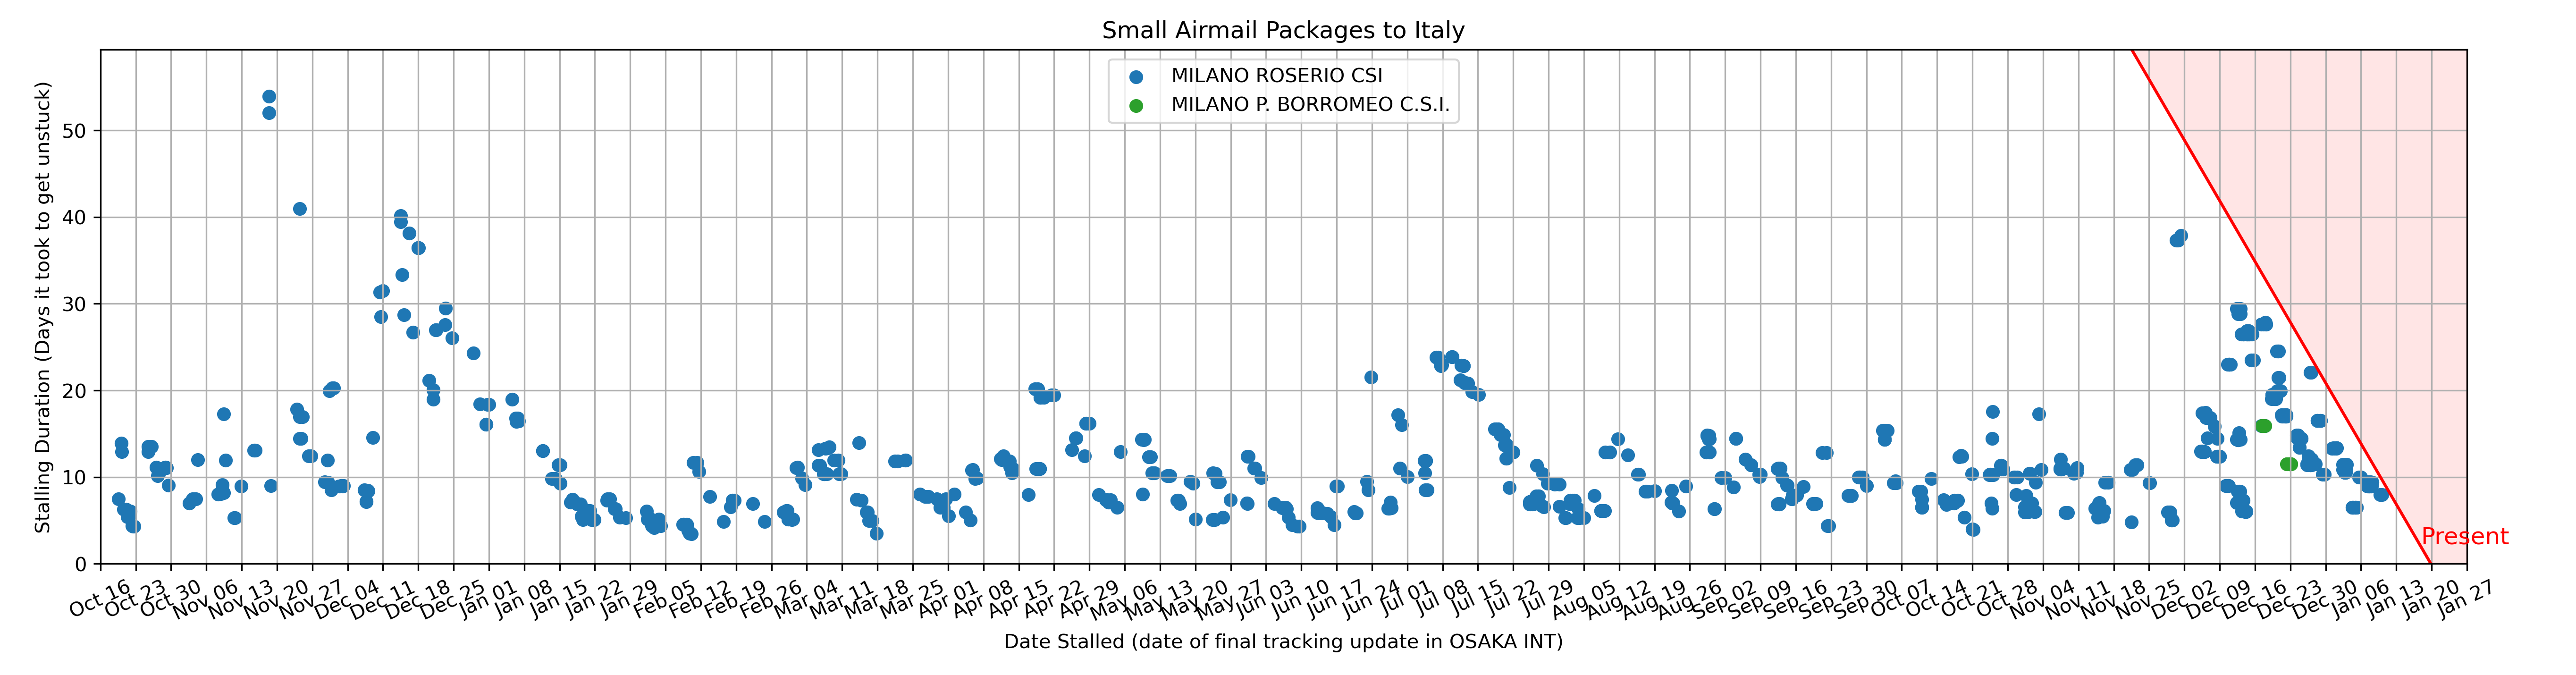 Small Airmail Packages to Italy
MILANO ROSERIO CSI
MILANO P. BORROMEO C.S.I.
Stalling Duration (Days it took to get unstuck)
50
40
30
20
10
0
Present
Oct 16 Oct 23 Oct 30 Nov 06 Nov 13 Nov 20 Nov 27 Dec 04 Dec 11 Dec 18 Dec 25 Jan 01 Jan 08 Jan 15 Jan 22 Jan 29 Feb 05 Feb 12 Feb 19 Feb 26 Mar 04 Mar 11 Mar 18 Mar 25 Apr 01 Apr 08 Apr 15 Apr 22 Apr 29 May 06 May 13 May 20 May 27 Jun 03 Jun 10 Jun 17 Jun 24 Jul 01 Jul 08 Jul 15 Jul 22 Jul 29 Aug 05 Aug 12 Aug 19 Aug 26 Sep 02 Sep 09 Sep 16 Sep 23 Sep 30 Oct 07 Oct 14 Oct 21 Oct 28 Nov 04 Nov 11 Nov 18 Nov 25 Dec 02 Dec 09 Dec 16 Dec 23 Dec 30 Jan 06 Jan 13 Jan 20 Jan 27
Date Stalled (date of final tracking update in OSAKA INT)